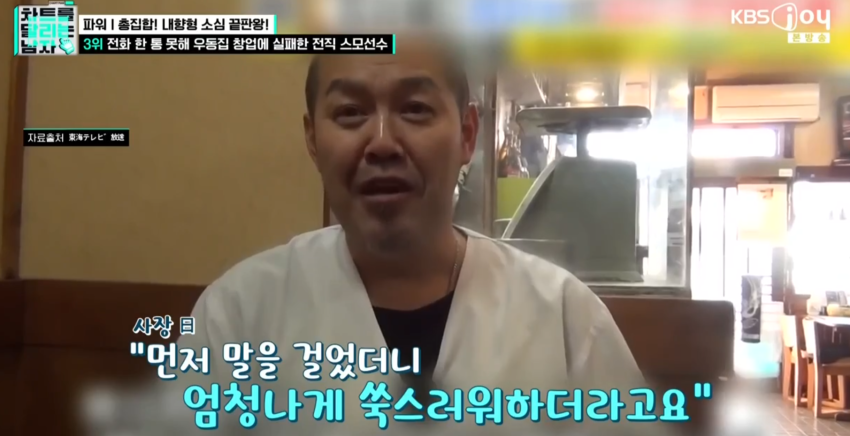 차트를
달리는
남자
파워 I 총집합! 내향형 소심 끝판왕!
3위 전화 한 통 못해 우동집 창업에 실패한 전직 스모선수
KBS joy
본방송
자료출처 東海テレビ゙ 放送
사장 曰
"먼저 말을 걸었더니
엄청나게 쑥스러워하더라고요"